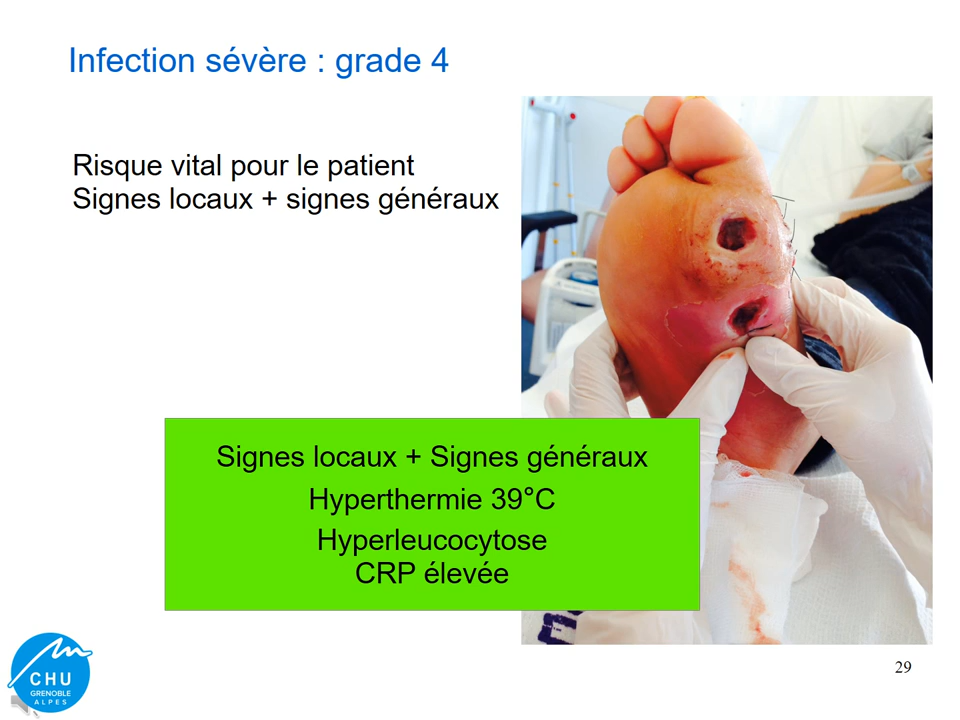 Infection sévère : grade 4
Risque vital pour le patient
Signes locaux + signes généraux
Signes locaux + Signes généraux
Hyperthermie 39°C
Hyperleucocytose
CRP élevée
CHU
GRENOBLE
ALPES
29